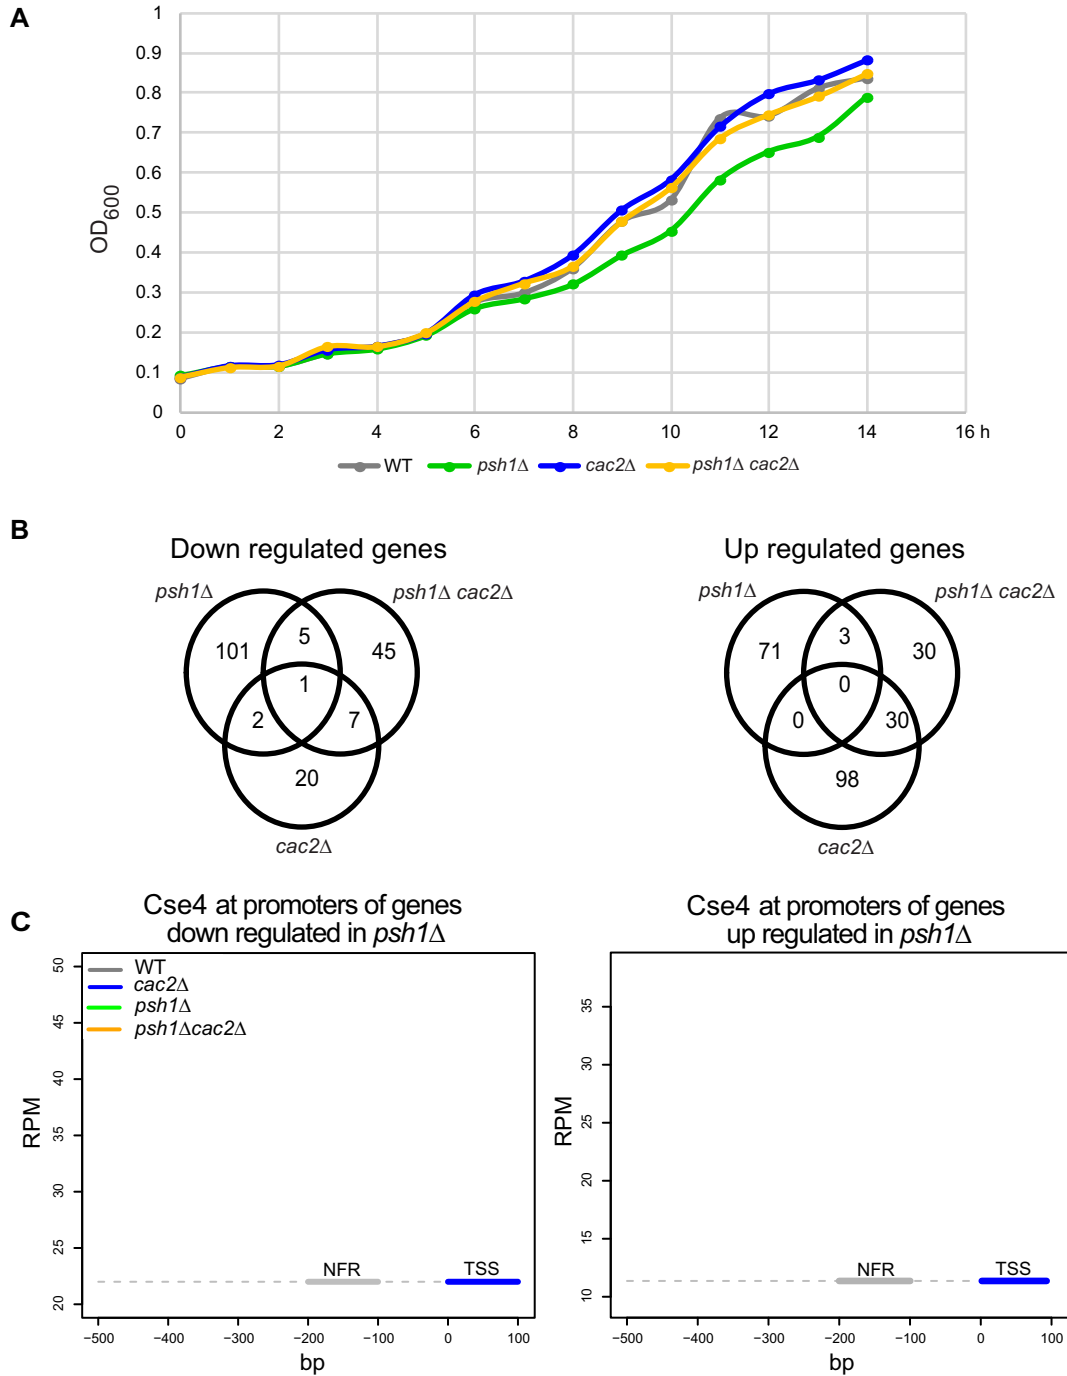 A
1
0.9
0.8
0.7
0.6
0.5
0.4
0.3
0.2
0.1
0
OD600
0 2 4 6 8 10 12 14 16 h
WT psh1Δ cac2Δ psh1Δ cac2Δ
B
Down regulated genes
psh1Δ psh1Δ cac2Δ
101 5 45
1
2 7
20
cac2Δ
Up regulated genes
psh1Δ psh1Δ cac2Δ
71 3 30
0
0 30
98
cac2Δ
C
Cse4 at promoters of genes
down regulated in psh1Δ
WT
cac2Δ
psh1Δ
psh1Δcac2Δ
50
45
40
35
30
25
20
RPM
NFR TSS
−500 −400 −300 −200 −100 0 100
bp
Cse4 at promoters of genes
up regulated in psh1Δ
35
30
25
20
15
10
RPM
NFR TSS
−500 −400 −300 −200 −100 0 100
bp